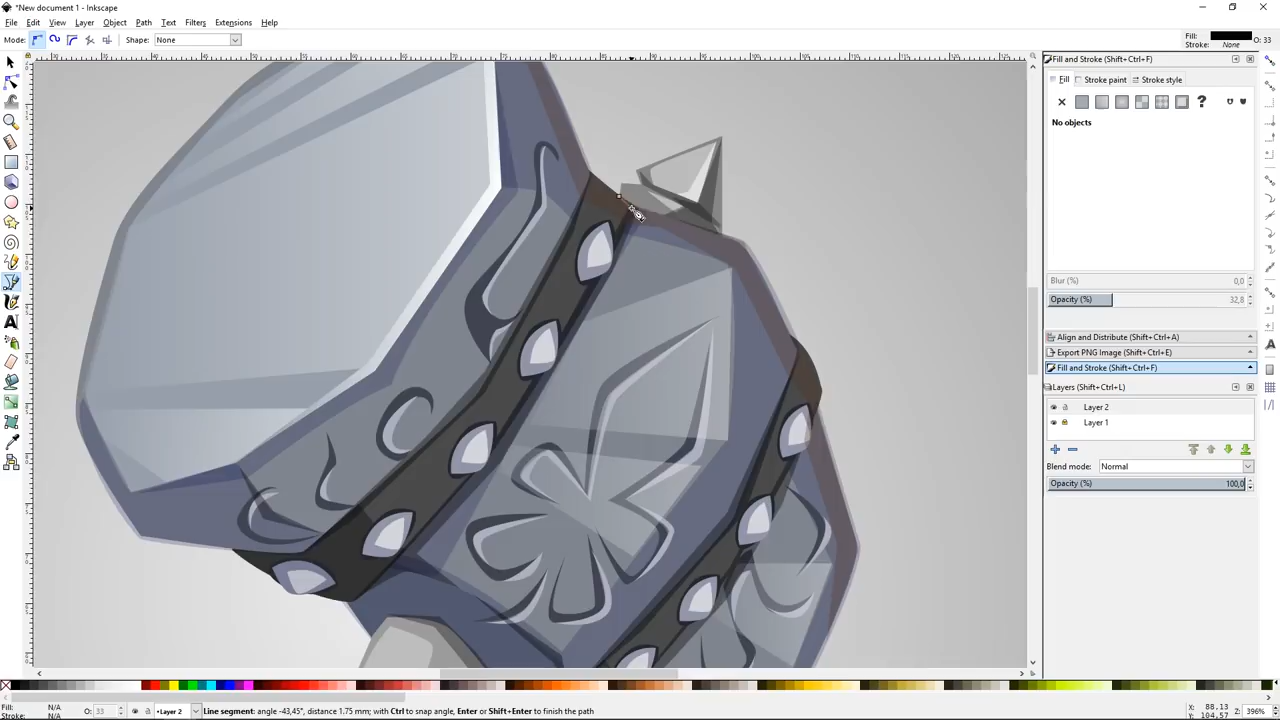 *New document 1 - Inkscape
File Edit View Layer Object Path Text Filters Extensions Help
Mode: Shape: None
Fill:
Stroke: None
O: 33
Fill and Stroke (Shift+Ctrl+F)
Fill Stroke paint Stroke style
?
No objects
Blur (%) 0,0
Opacity (%) 32,8
Align and Distribute (Shift+Ctrl+A)
Export PNG Image (Shift+Ctrl+E)
Fill and Stroke (Shift+Ctrl+F)
Layers (Shift+Ctrl+L)
Layer 2
Layer 1
Blend mode: Normal
Opacity (%) 100,0
Fill: N/A
Stroke: N/A
O: 33
•Layer 2
Line segment: angle -43,45°, distance 1.75 mm; with Ctrl to snap angle, Enter or Shift+Enter to finish the path
X: 88.13
Y: 104.57
Z: 396%